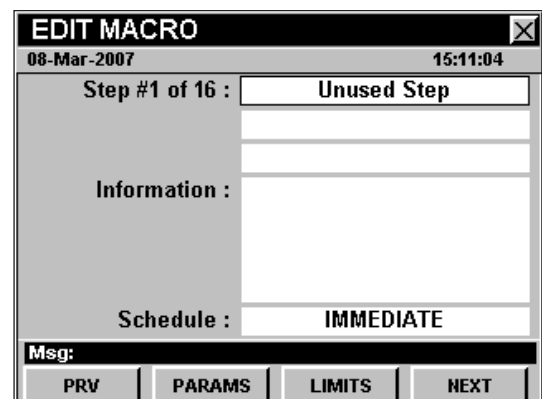 EDIT MACRO
08-Mar-2007 15:11:04
Step #1 of 16 : Unused Step
Information :
Schedule : IMMEDIATE
Msg:
PRV PARAMS LIMITS NEXT